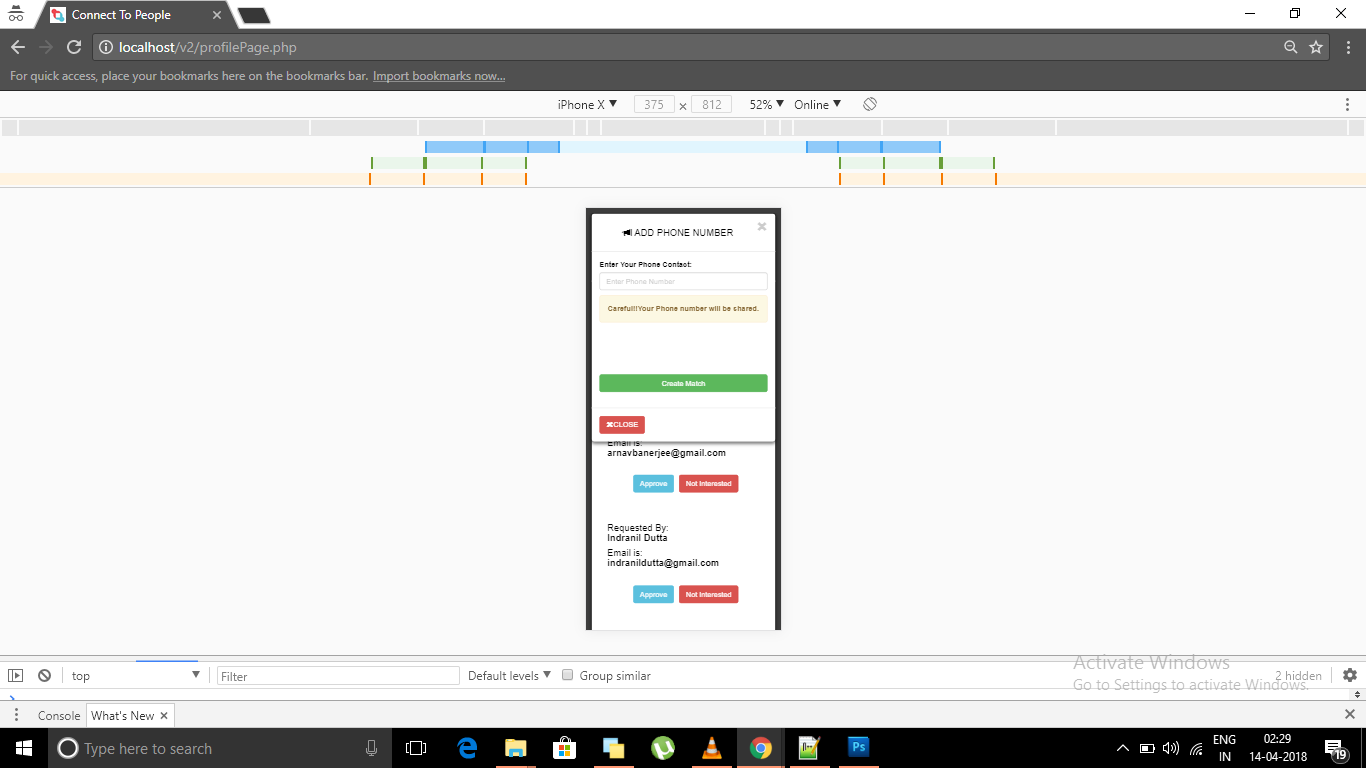 Connect To People
localhost/v2/profilePage.php
For quick access, place your bookmarks here on the bookmarks bar. Import bookmarks now...
iPhone X ▼ 375 x 812 52% ▼ Online ▼
ADD PHONE NUMBER
Enter Your Phone Contact:
Enter Phone Number
Careful!!Your Phone number will be shared.
Create Match
CLOSE
Email is:
arnavbanerjee@gmail.com
Approve Not Interested
Requested By:
Indranil Dutta
Email is:
indranildutta@gmail.com
Approve Not Interested
Activate Windows
Go to Settings to activate Windows.
top ▼ Filter Default levels ▼ Group similar 2 hidden
Console What's New
Type here to search
ENG 02:29
IN 14-04-2018 19
Ps